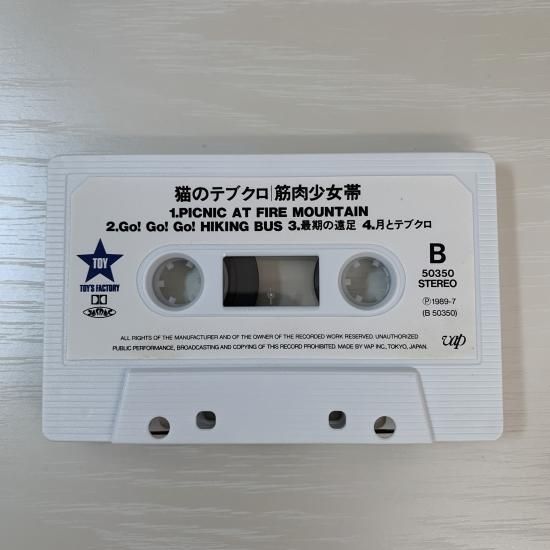 猫のテブクロ|筋肉少女帯
1.PICNIC AT FIRE MOUNTAIN
2.GO! GO! GO! HIKING BUS 3.最期の遠足 4.月とテブクロ
TOY
TOY'S FACTORY
B
50350
STEREO
Ⓟ1989-7
(B 50350)
ALL RIGHTS OF THE MANUFACTURER AND OF THE OWNER OF THE RECORDED WORK RESERVED. UNAUTHORIZED
PUBLIC PERFORMANCE, BROADCASTING AND COPYING OF THIS RECORD PROHIBITED. MADE BY VAP INC., TOKYO, JAPAN.
vap